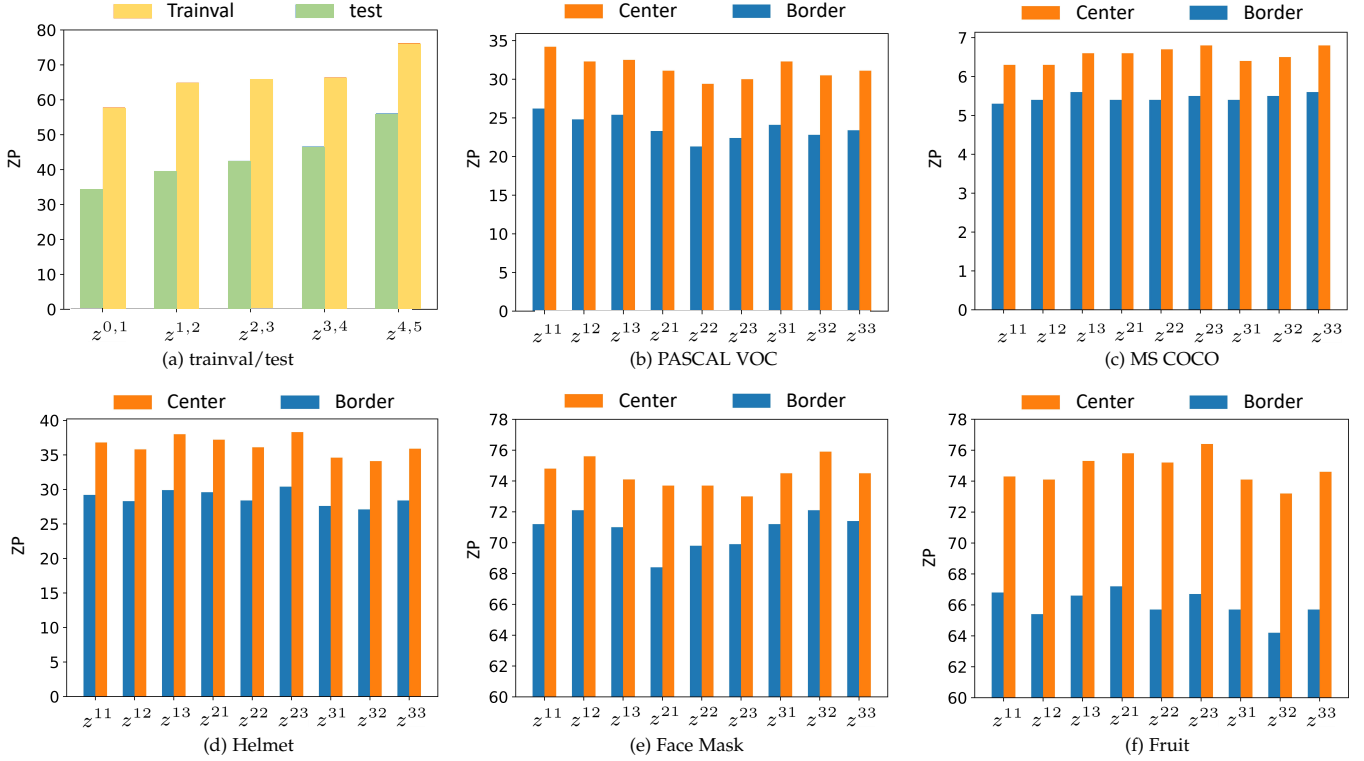 Trainval test
80
70
60
50
40
30
20
10
0
ZP
z^{0,1} z^{1,2} z^{2,3} z^{3,4} z^{4,5}
(a) trainval/test
Center Border
35
30
25
20
15
10
5
0
ZP
z^{11} z^{12} z^{13} z^{21} z^{22} z^{23} z^{31} z^{32} z^{33}
(b) PASCAL VOC
Center Border
7
6
5
4
3
2
1
0
ZP
z^{11} z^{12} z^{13} z^{21} z^{22} z^{23} z^{31} z^{32} z^{33}
(c) MS COCO
Center Border
40
35
30
25
20
15
10
5
0
ZP
z^{11} z^{12} z^{13} z^{21} z^{22} z^{23} z^{31} z^{32} z^{33}
(d) Helmet
Center Border
78
76
74
72
70
68
66
64
62
60
ZP
z^{11} z^{12} z^{13} z^{21} z^{22} z^{23} z^{31} z^{32} z^{33}
(e) Face Mask
Center Border
78
76
74
72
70
68
66
64
62
60
ZP
z^{11} z^{12} z^{13} z^{21} z^{22} z^{23} z^{31} z^{32} z^{33}
(f) Fruit